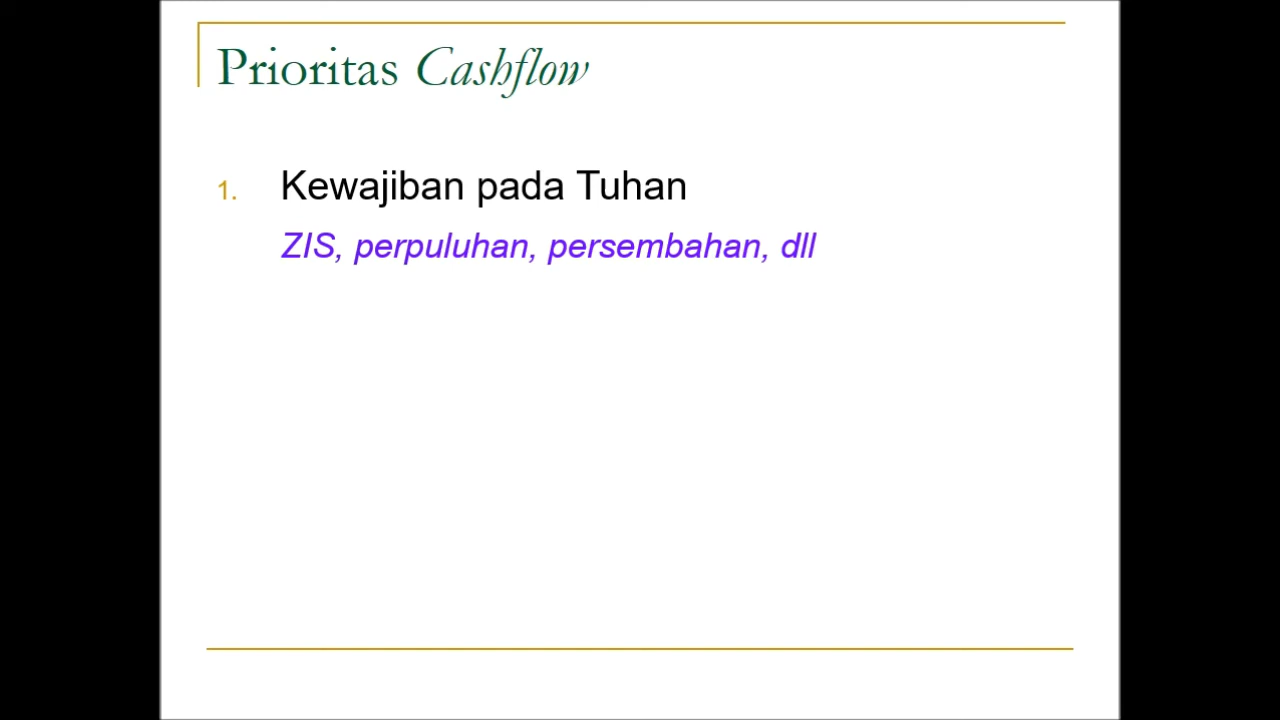 Prioritas Cashflow
1. Kewajiban pada Tuhan
ZIS, perpuluhan, persembahan, dll